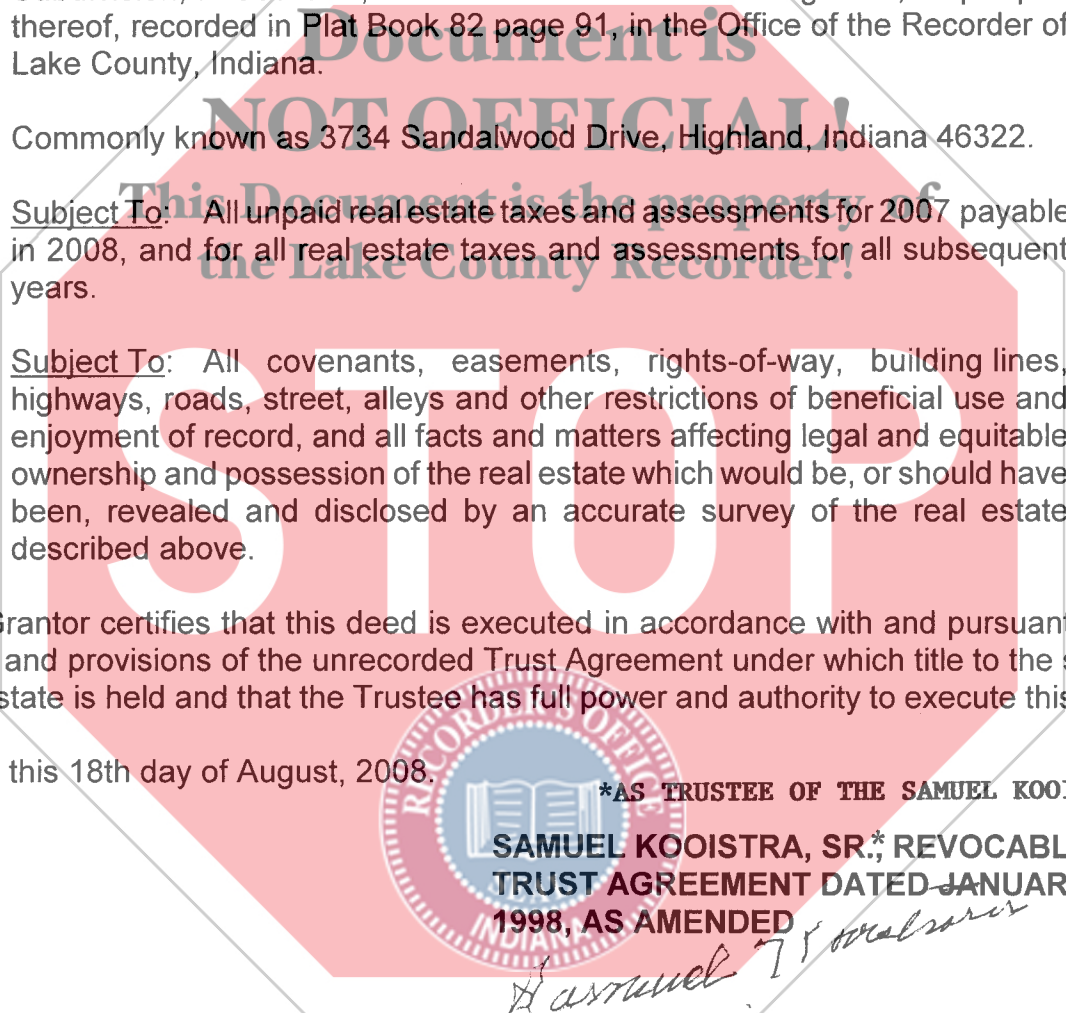 thereof, recorded in Plat Book 82 page 91, in the Office of the Recorder of
Lake County, Indiana.
Document is
NOT OFFICIAL!
Commonly known as 3734 Sandalwood Drive, Highland, Indiana 46322.
This Document is the property of
the Lake County Recorder!
Subject To: All unpaid real estate taxes and assessments for 2007 payable
in 2008, and for all real estate taxes and assessments for all subsequent
years.
STOP
Subject To: All covenants, easements, rights-of-way, building lines,
highways, roads, street, alleys and other restrictions of beneficial use and
enjoyment of record, and all facts and matters affecting legal and equitable
ownership and possession of the real estate which would be, or should have
been, revealed and disclosed by an accurate survey of the real estate
described above.
Grantor certifies that this deed is executed in accordance with and pursuant
and provisions of the unrecorded Trust Agreement under which title to the
state is held and that the Trustee has full power and authority to execute this
this 18th day of August, 2008.
*AS TRUSTEE OF THE SAMUEL KOOI
SAMUEL KOOISTRA, SR.,* REVOCABL
TRUST AGREEMENT DATED JANUAR
1998, AS AMENDED
RECORDER'S OFFICE
SEAL
INDIANA
Samuel